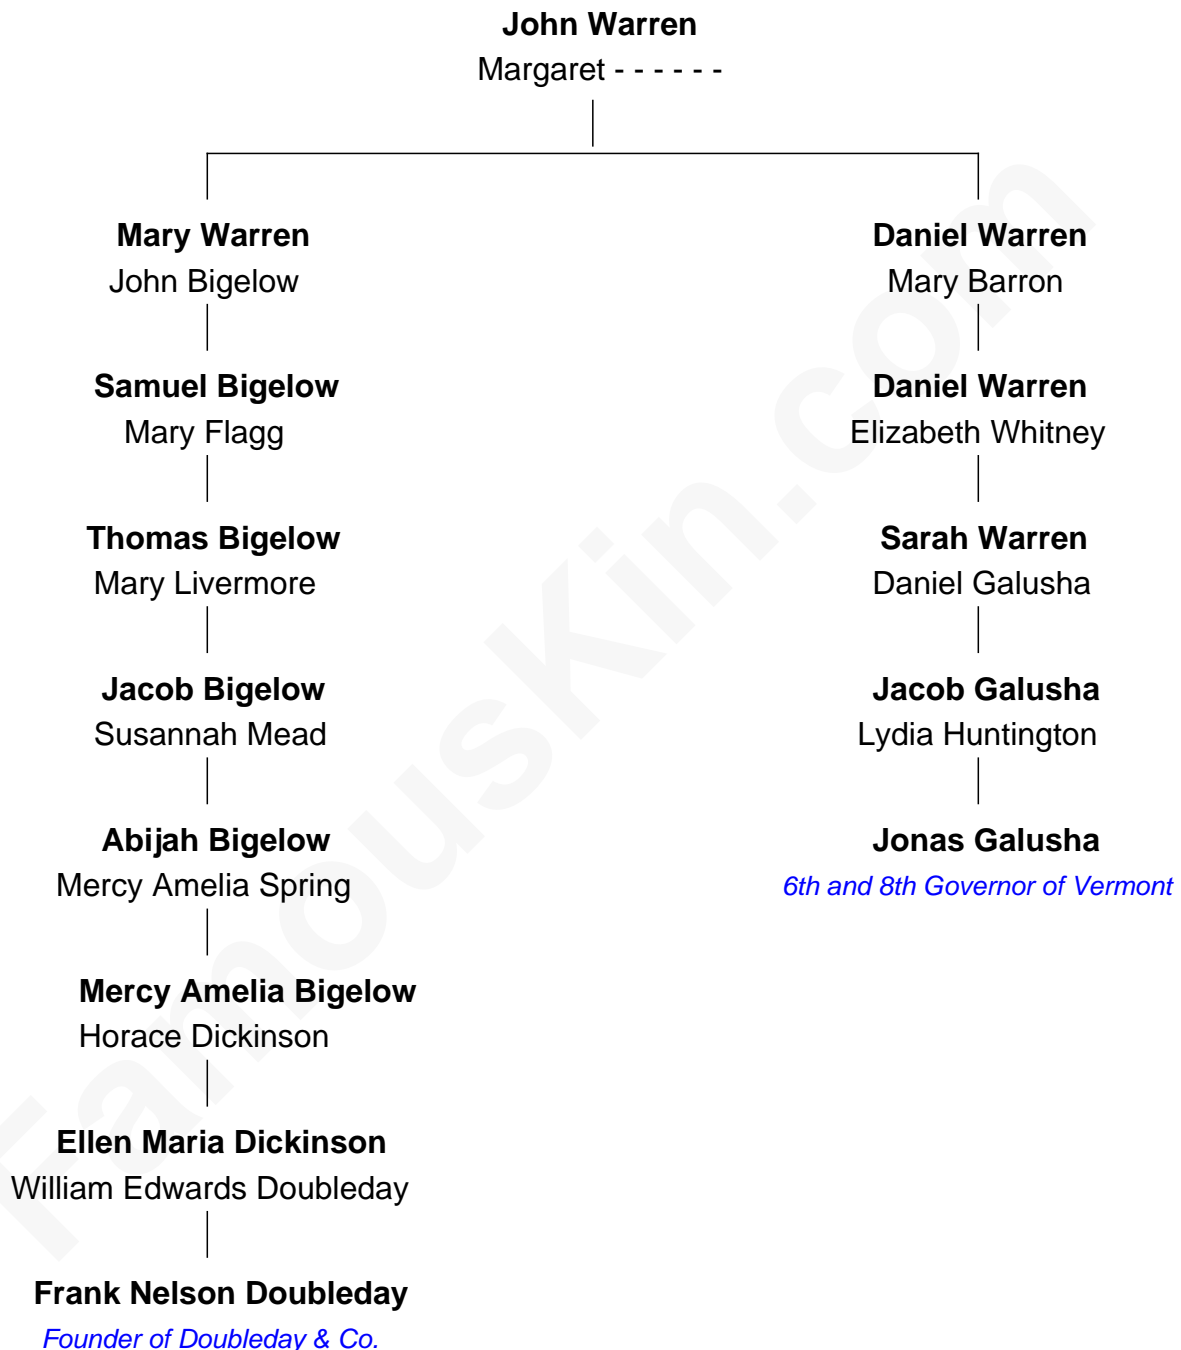 John Warren
Margaret - - - - - -
Mary Warren
John Bigelow
Daniel Warren
Mary Barron
Samuel Bigelow
Mary Flagg
Daniel Warren
Elizabeth Whitney
Thomas Bigelow
Mary Livermore
Sarah Warren
Daniel Galusha
Jacob Bigelow
Susannah Mead
Jacob Galusha
Lydia Huntington
Abijah Bigelow
Mercy Amelia Spring
Jonas Galusha
6th and 8th Governor of Vermont
Mercy Amelia Bigelow
Horace Dickinson
Ellen Maria Dickinson
William Edwards Doubleday
Frank Nelson Doubleday
Founder of Doubleday & Co.
FamousKin.com